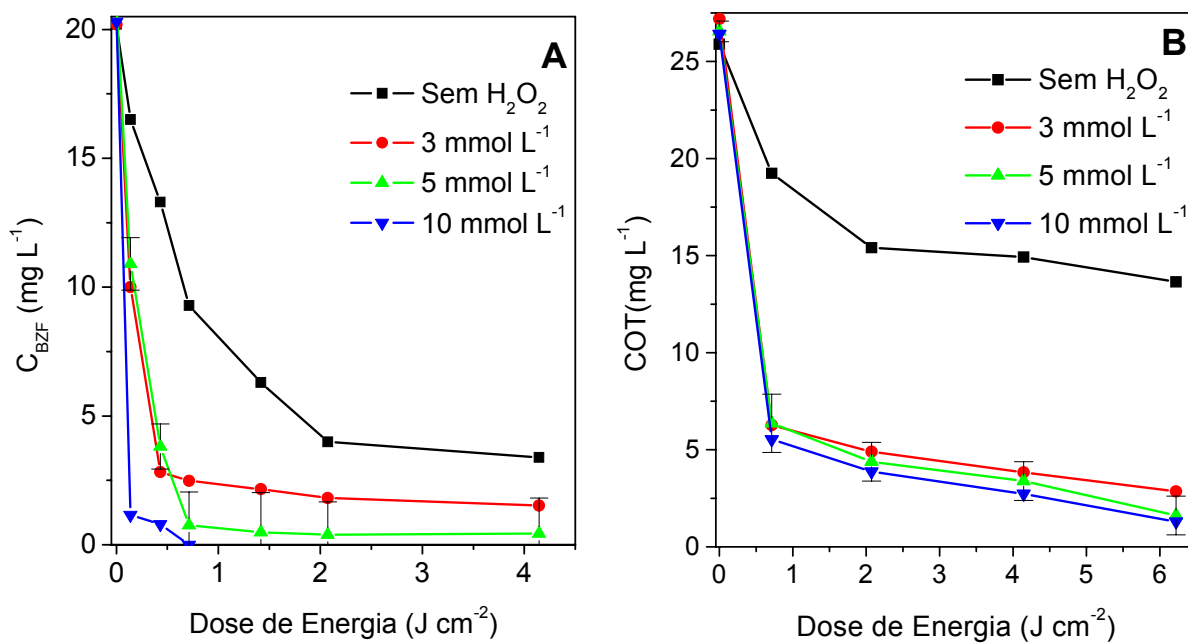 A
20
15
10
5
0
C_BZF (mg L⁻¹)
Sem H₂O₂
3 mmol L⁻¹
5 mmol L⁻¹
10 mmol L⁻¹
0 1 2 3 4
Dose de Energia (J cm⁻²)
B
25
20
15
10
5
0
COT(mg L⁻¹)
Sem H₂O₂
3 mmol L⁻¹
5 mmol L⁻¹
10 mmol L⁻¹
0 1 2 3 4 5 6
Dose de Energia (J cm⁻²)